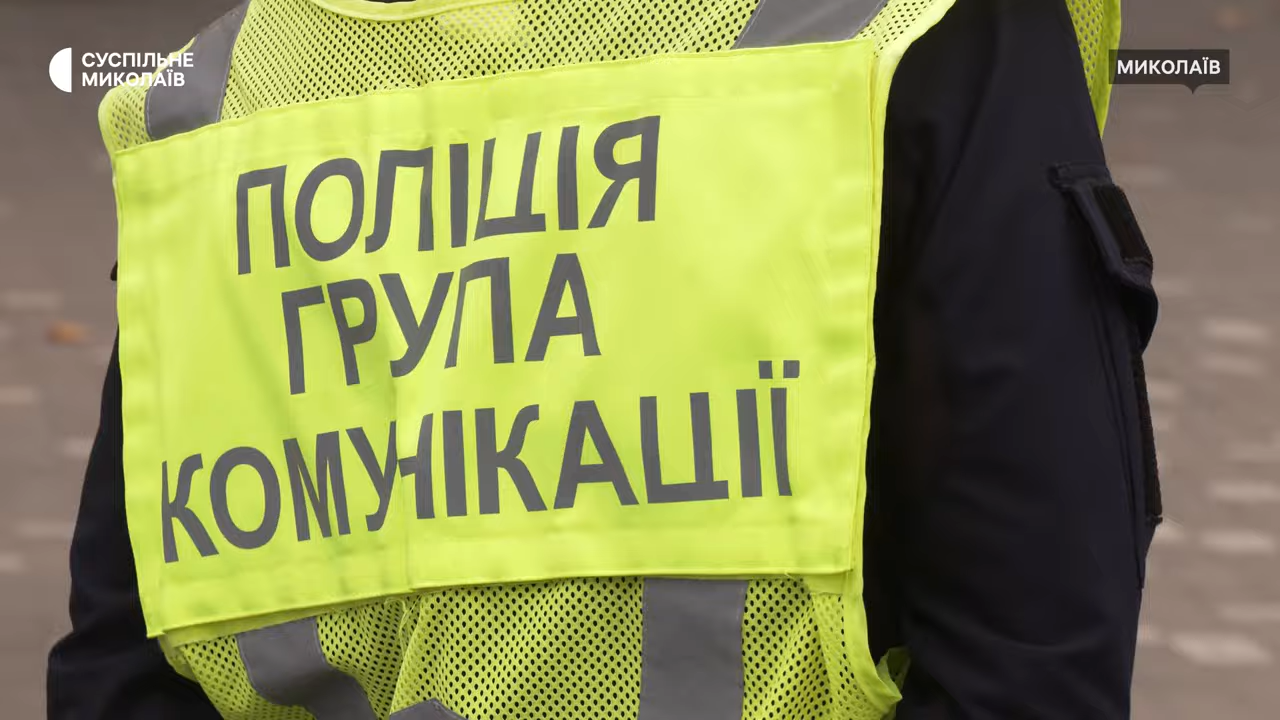 СУСПІЛЬНЕ
МИКОЛАЇВ
МИКОЛАЇВ
ПОЛІЦІЯ
ГРУПА
КОМУНІКАЦІЇ